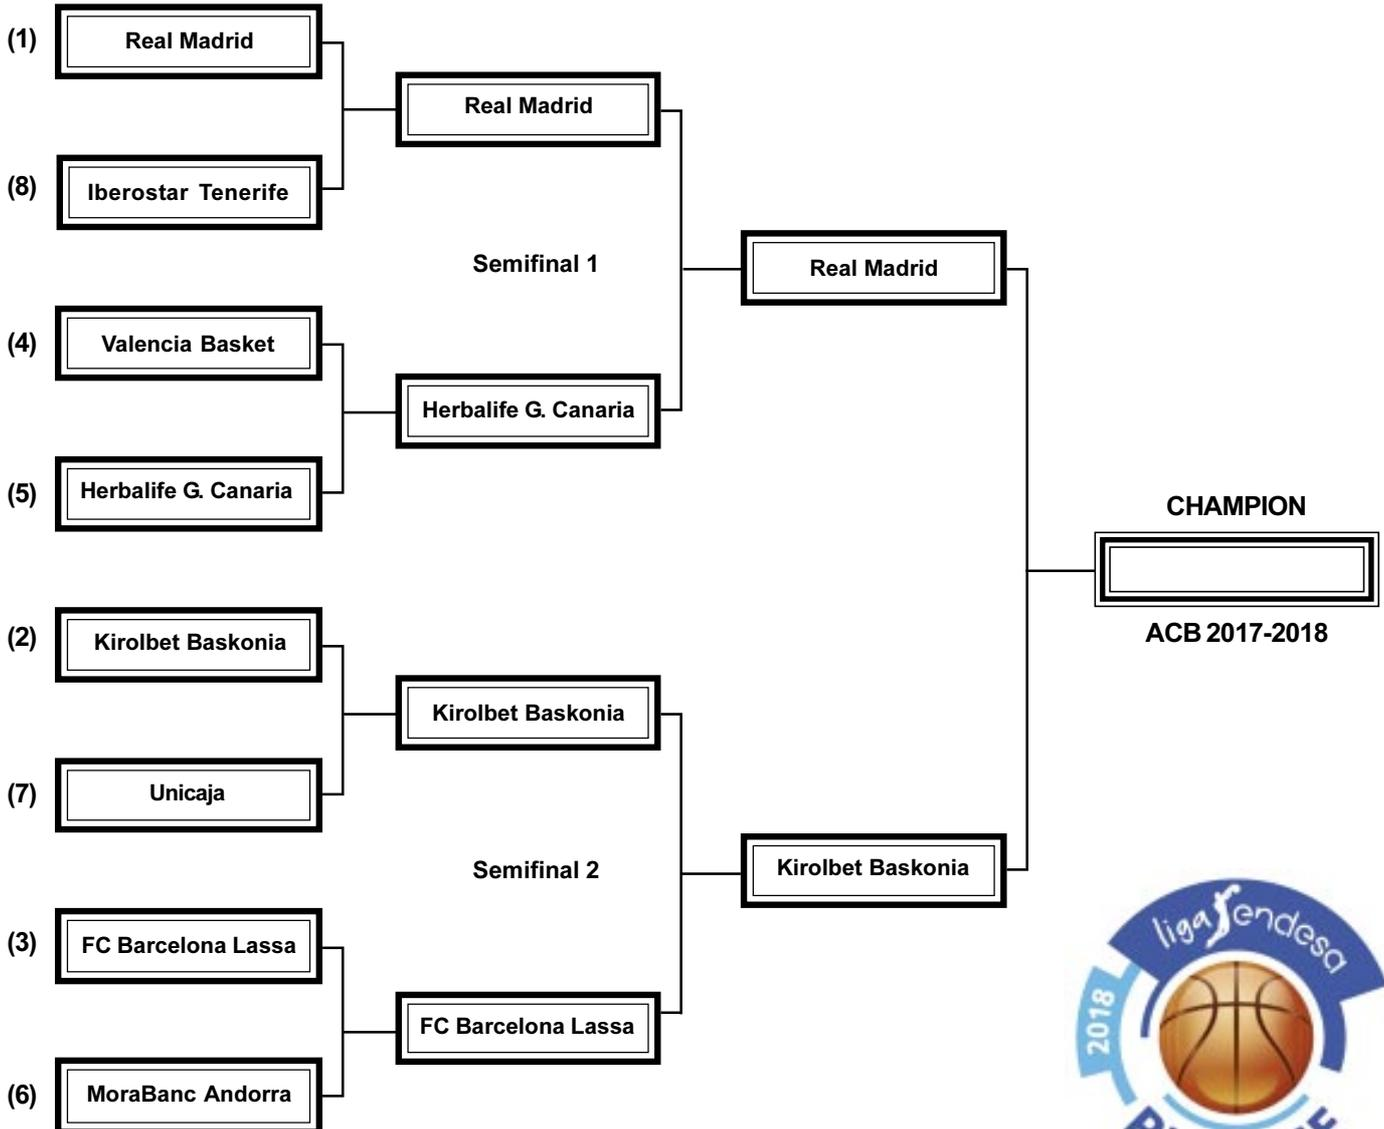 (1) Real Madrid
Real Madrid
(8) Iberostar Tenerife
Semifinal 1
Real Madrid
(4) Valencia Basket
Herbalife G. Canaria
(5) Herbalife G. Canaria
CHAMPION
ACB 2017-2018
(2) Kirolbet Baskonia
Kirolbet Baskonia
(7) Unicaja
Semifinal 2
Kirolbet Baskonia
(3) FC Barcelona Lassa
FC Barcelona Lassa
(6) MoraBanc Andorra
liga endesa
2018